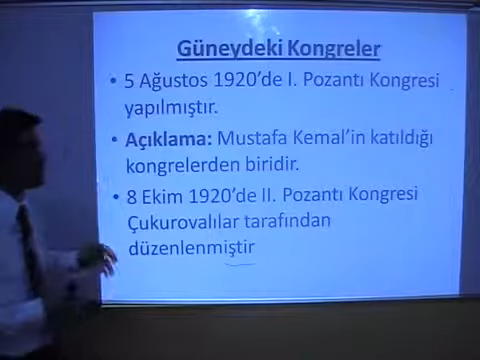 Güneydeki Kongreler
• 5 Ağustos 1920'de I. Pozantı Kongresi
yapılmıştır.
• Açıklama: Mustafa Kemal'in katıldığı
kongrelerden biridir.
• 8 Ekim 1920'de II. Pozantı Kongresi
Çukurovalılar tarafından
düzenlenmiştir